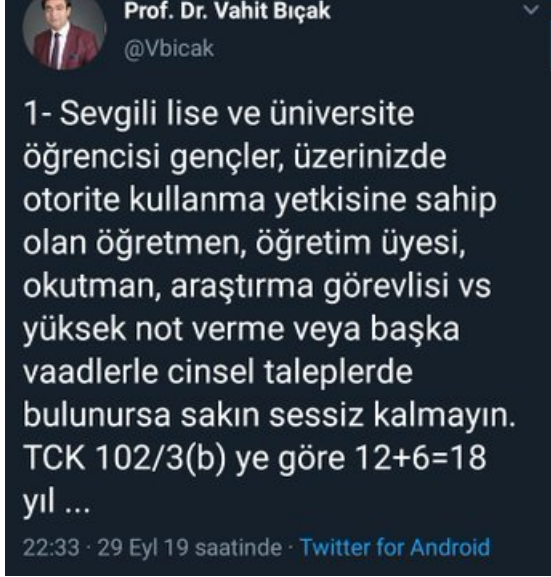 Prof. Dr. Vahit Bıçak
@Vbicak
1- Sevgili lise ve üniversite
öğrencisi gençler, üzerinizde
otorite kullanma yetkisine sahip
olan öğretmen, öğretim üyesi,
okutman, araştırma görevlisi vs
yüksek not verme veya başka
vaadlerle cinsel taleplerde
bulunursa sakın sessiz kalmayın.
TCK 102/3(b) ye göre 12+6=18
yıl ...
22:33 · 29 Eyl 19 saatinde · Twitter for Android